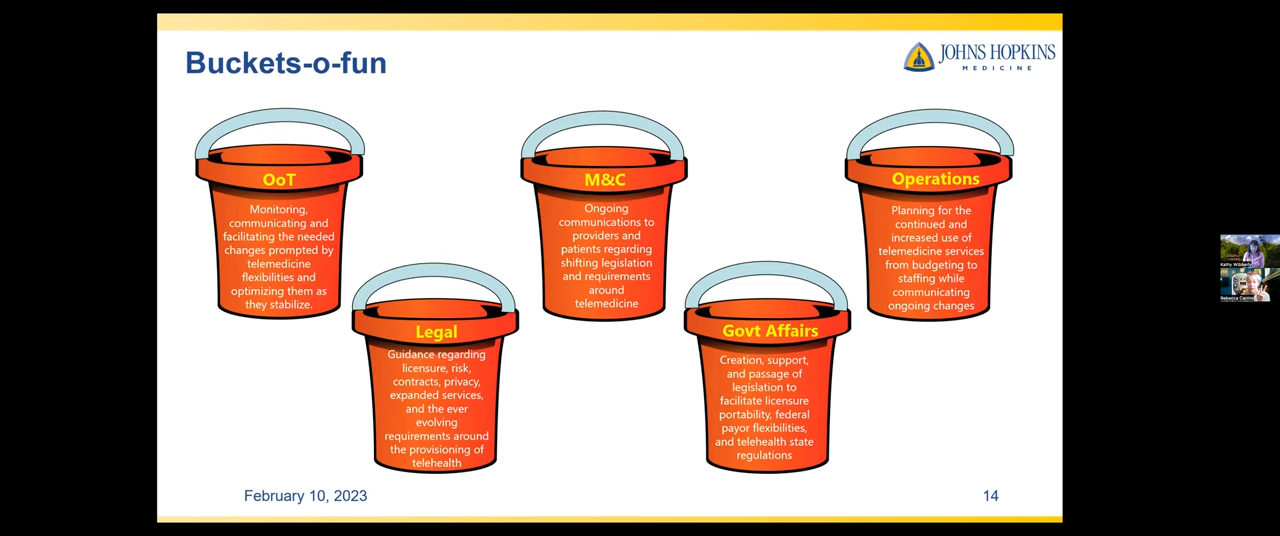 Buckets-o-fun
JOHNS HOPKINS
MEDICINE
OoT
Monitoring,
communicating and
facilitating the needed
changes prompted by
telemedicine
flexibilities and
optimizing them as
they stabilize.
Legal
Guidance regarding
licensure, risk,
contracts, privacy,
expanded services,
and the ever
evolving
requirements around
the provisioning of
telehealth
M&C
Ongoing
communications to
providers and
patients regarding
shifting legislation
and requirements
around
telemedicine
Govt Affairs
Creation, support,
and passage of
legislation to
facilitate licensure
portability, federal
payor flexibilities,
and telehealth state
regulations
Operations
Planning for the
continued and
increased use of
telemedicine services
from budgeting to
staffing while
communicating
ongoing changes
Kathy Wibberly
Rebecca Canino
February 10, 2023
14